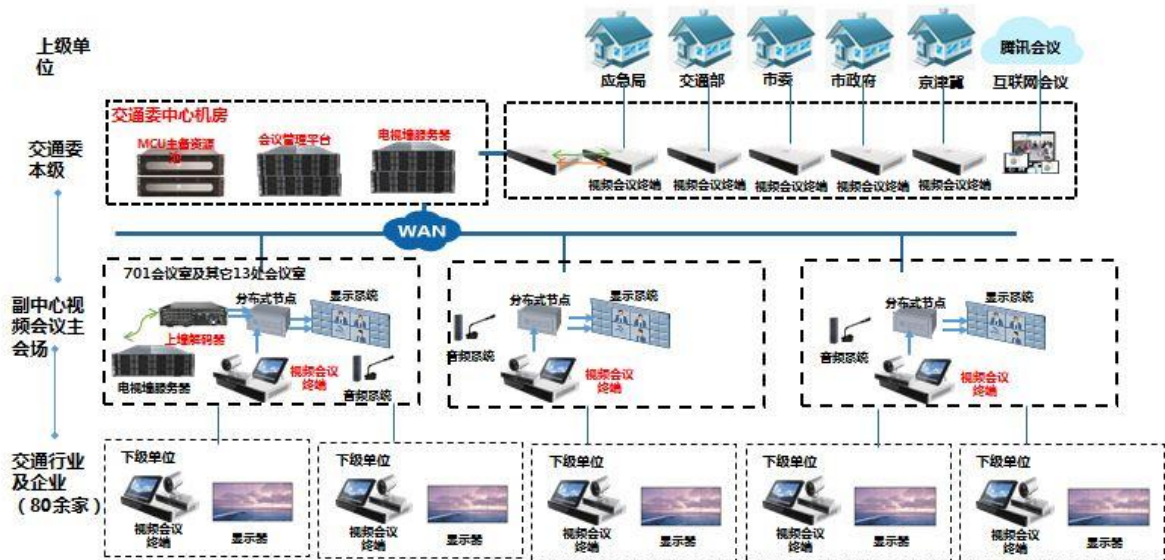 上级单
位
应急局
交通部
市委
市政府
京津冀
腾讯会议
互联网会议
交通委
本级
交通委中心机房
MCU主备资源
池
会议管理平台
电视墙服务器
视频会议终端
视频会议终端
视频会议终端
视频会议终端
视频会议终端
WAN
副中心视
频会议主
会场
701会议室及其它13处会议室
分布式节点
显示系统
上墙解码器
电视墙服务器
视频会议
终端
音频系统
分布式节点
显示系统
音频系统
视频会议
终端
分布式节点
显示系统
音频系统
视频会议
终端
交通行业
及企业
（80余家）
下级单位
视频会议
终端
显示器
下级单位
视频会议
终端
显示器
下级单位
视频会议
终端
显示器
下级单位
视频会议
终端
显示器
下级单位
视频会议
终端
显示器